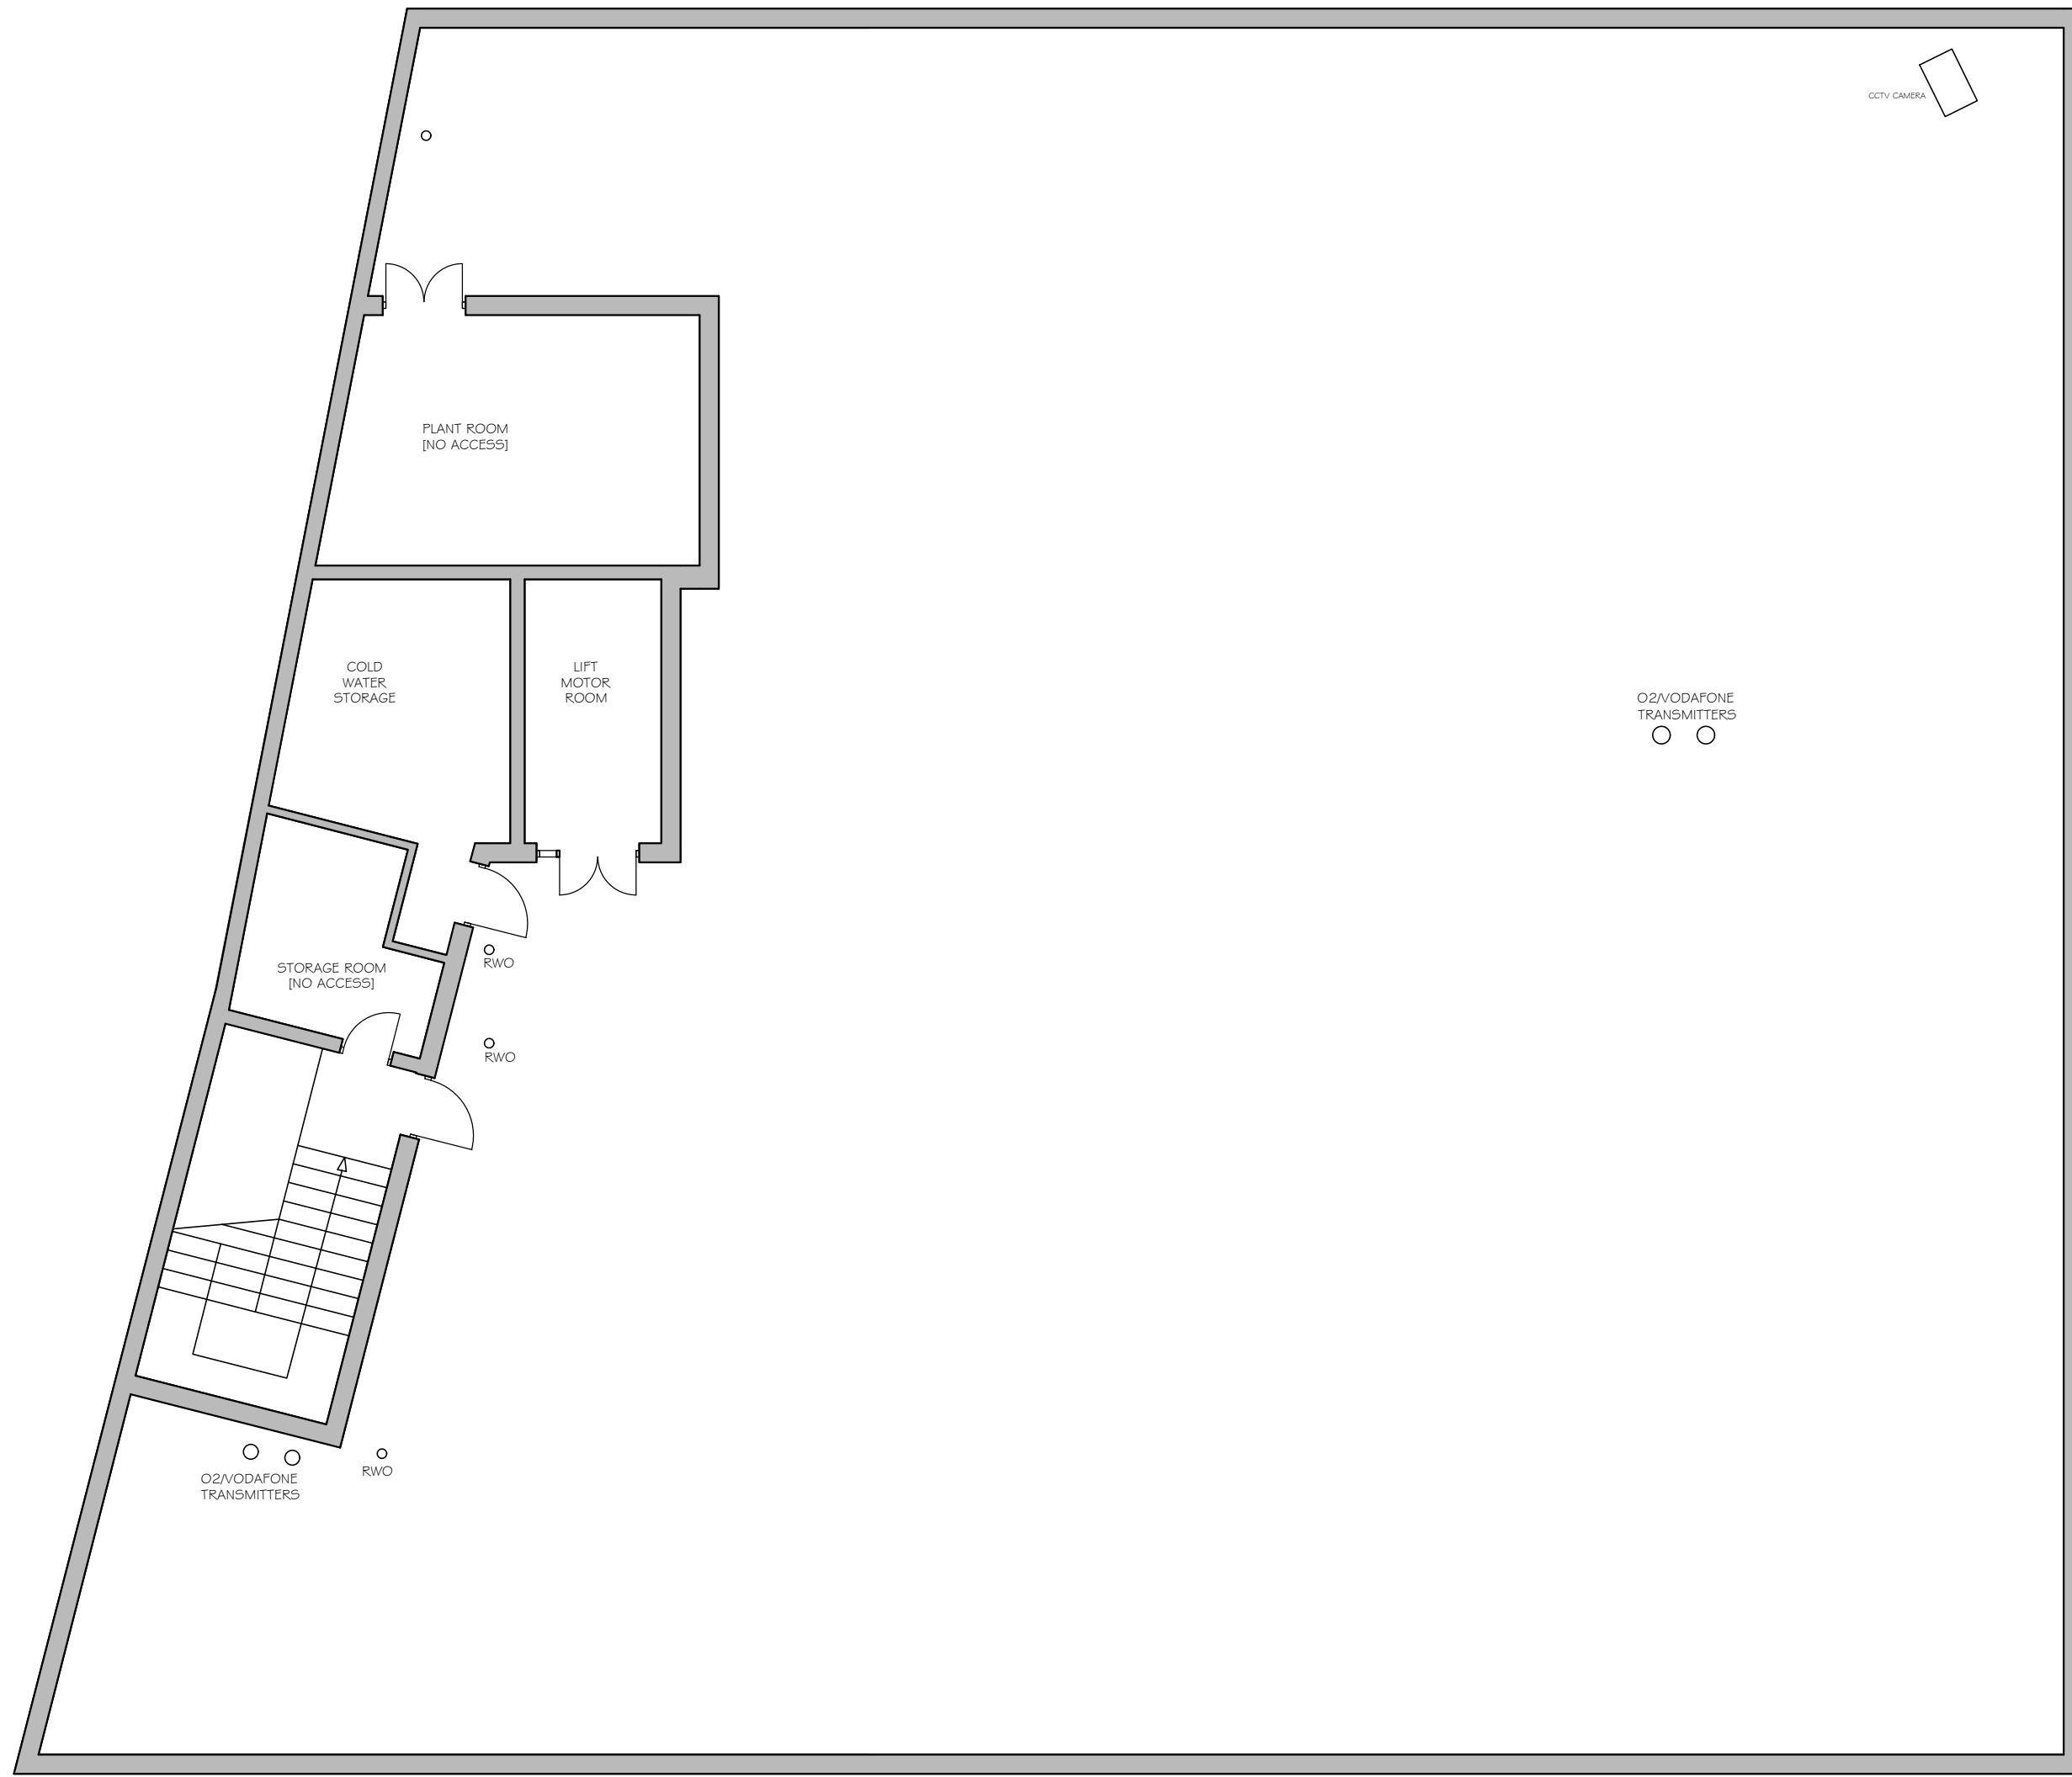 CCTV CAMERA
PLANT ROOM
[NO ACCESS]
COLD
WATER
STORAGE
LIFT
MOTOR
ROOM
O2/VODAFONE
TRANSMITTERS
RWO
STORAGE ROOM
[NO ACCESS]
RWO
RWO
O2/VODAFONE
TRANSMITTERS